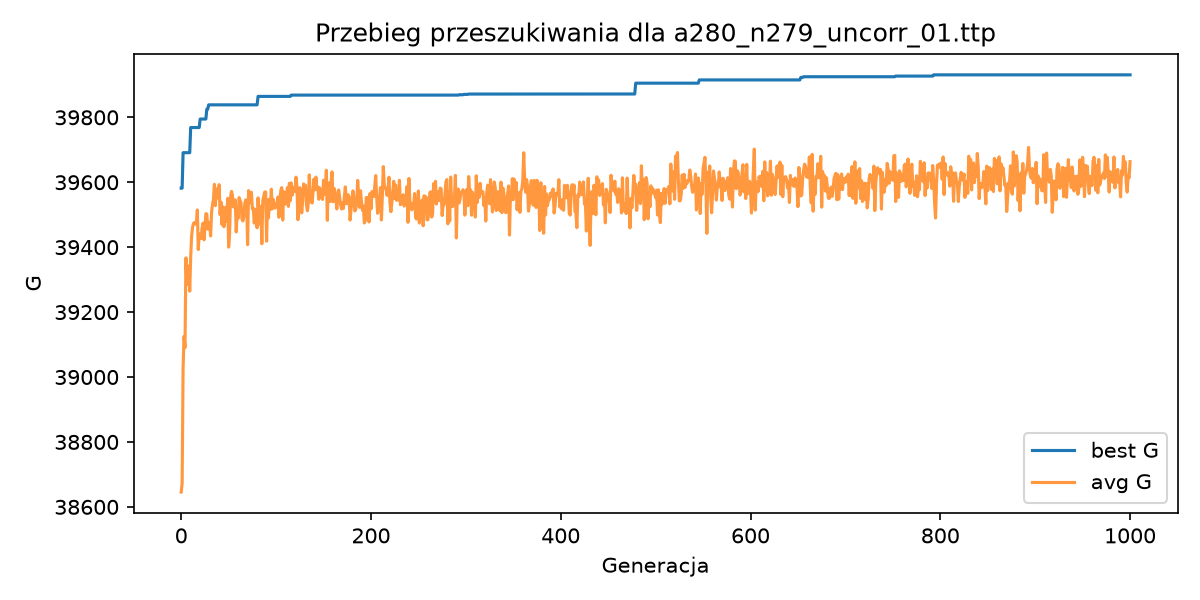 Przebieg przeszukiwania dla a280_n279_uncorr_01.ttp
G
39800
39600
39400
39200
39000
38800
38600
0 200 400 600 800 1000
Generacja
best G
avg G